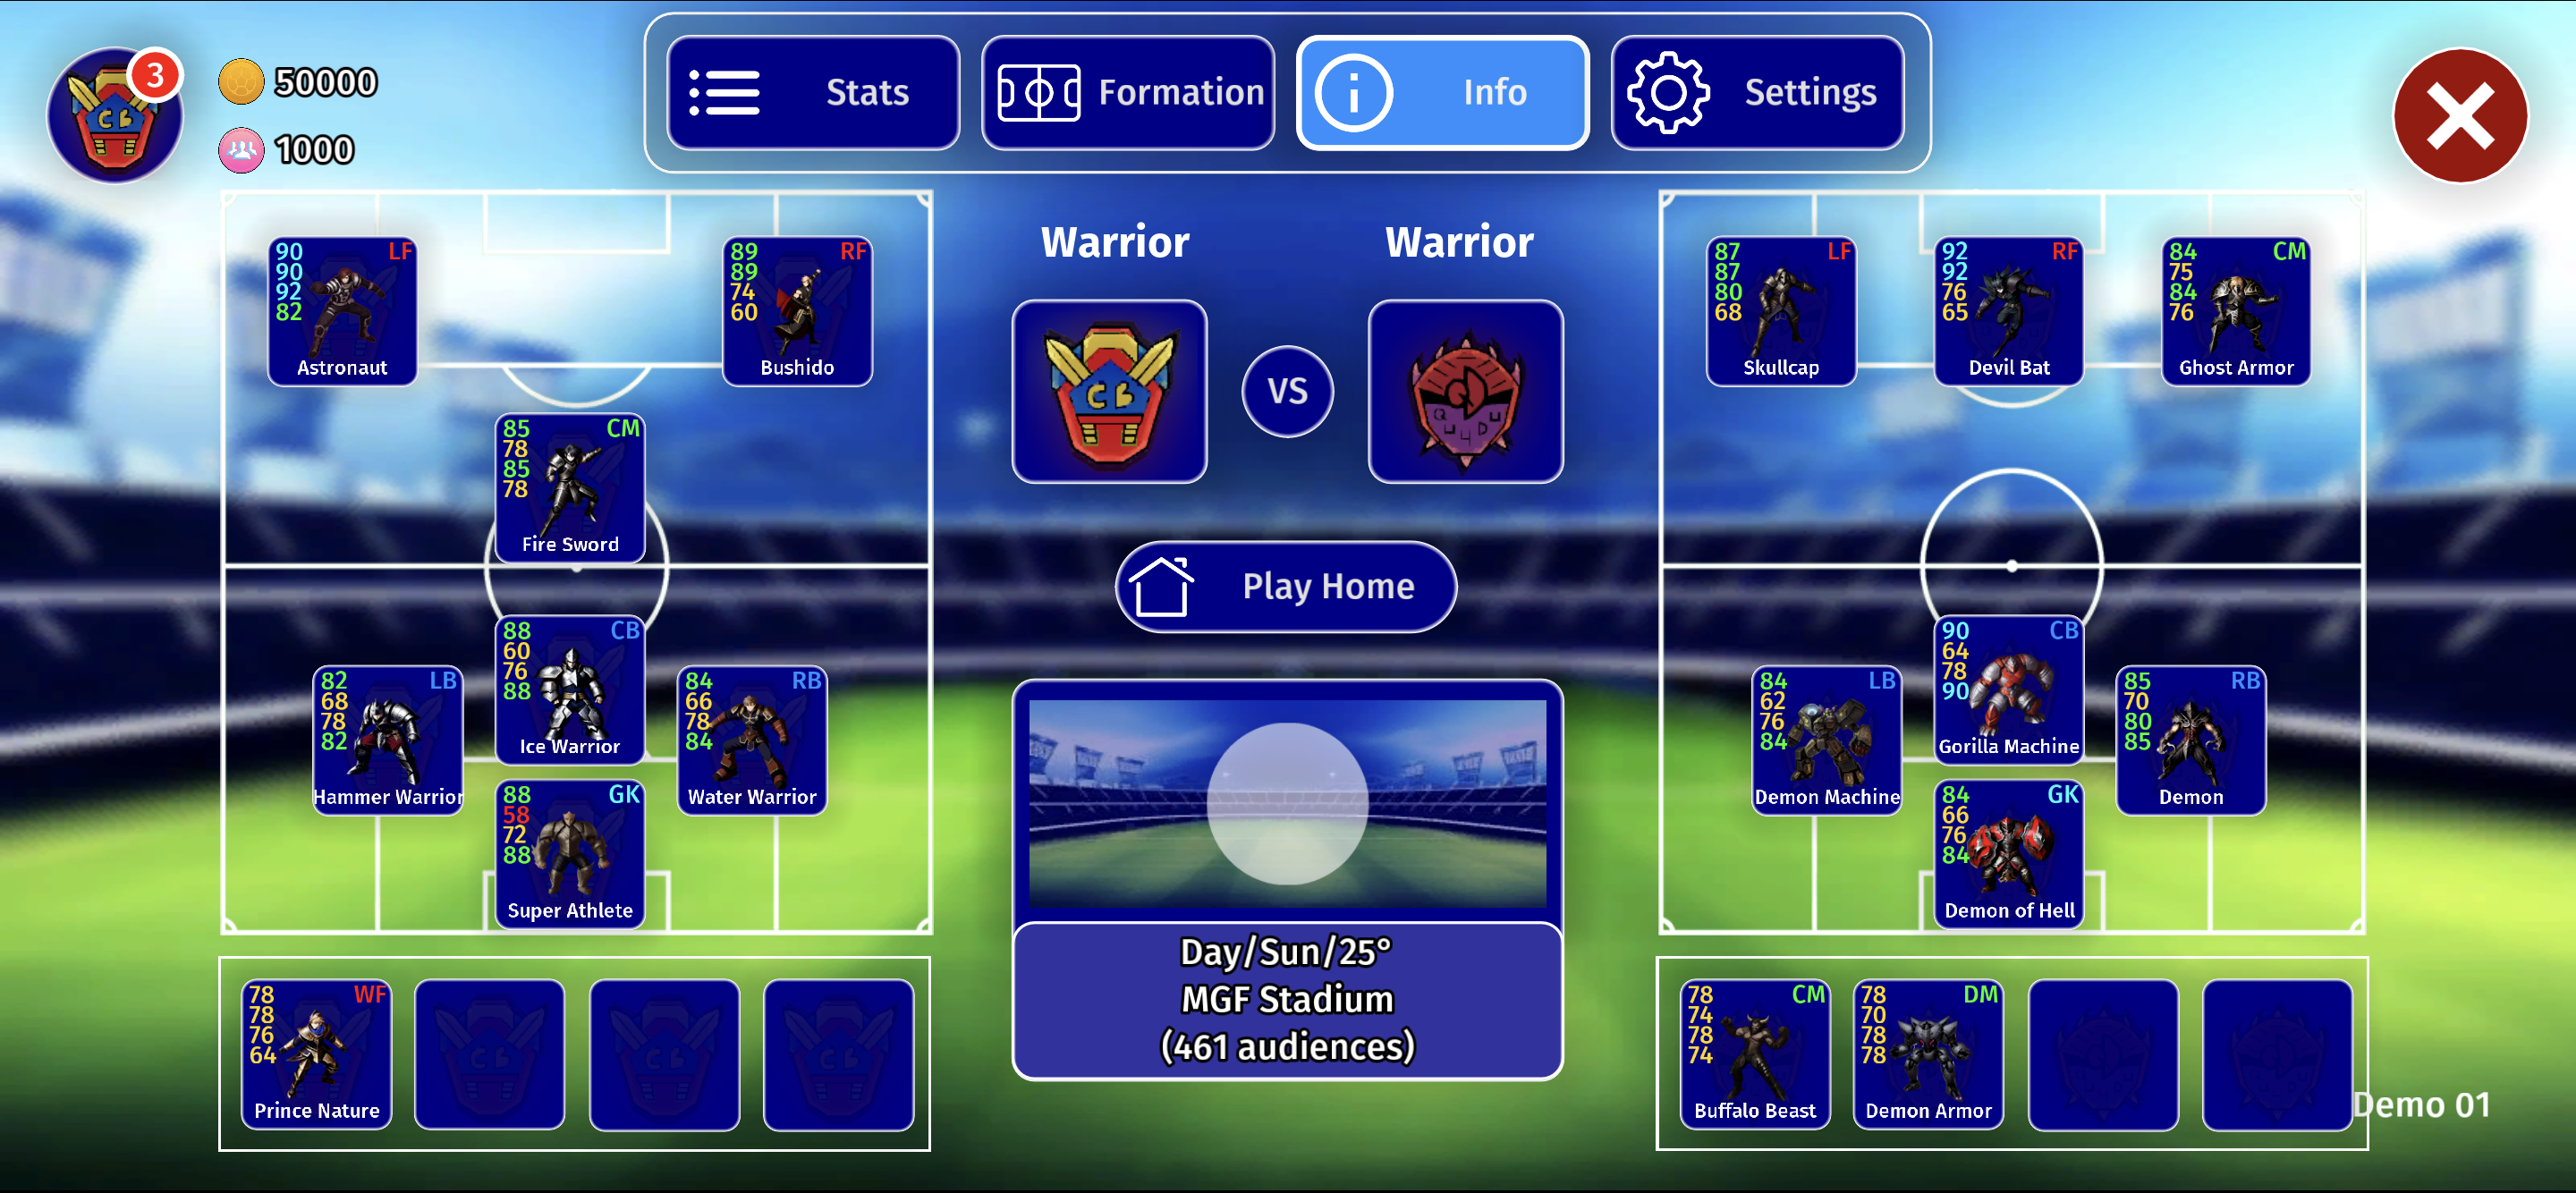 3
50000
1000
Stats
Formation
Info
Settings
90
90
92
82
LF
Astronaut
89
89
74
60
RF
Bushido
85
78
85
78
CM
Fire Sword
88
60
76
88
CB
Ice Warrior
82
68
78
82
LB
Hammer Warrior
84
66
78
84
RB
Water Warrior
88
58
72
88
GK
Super Athlete
78
78
76
64
WF
Prince Nature
Warrior
Warrior
CB
VS
Play Home
Day/Sun/25°
MGF Stadium
(461 audiences)
87
87
80
68
LF
Skullcap
92
92
76
65
RF
Devil Bat
84
75
84
76
CM
Ghost Armor
90
64
78
90
CB
Gorilla Machine
84
62
76
84
LB
Demon Machine
85
70
80
85
RB
Demon
84
66
76
84
GK
Demon of Hell
78
74
78
74
CM
Buffalo Beast
78
70
78
78
DM
Demon Armor
Demo 01